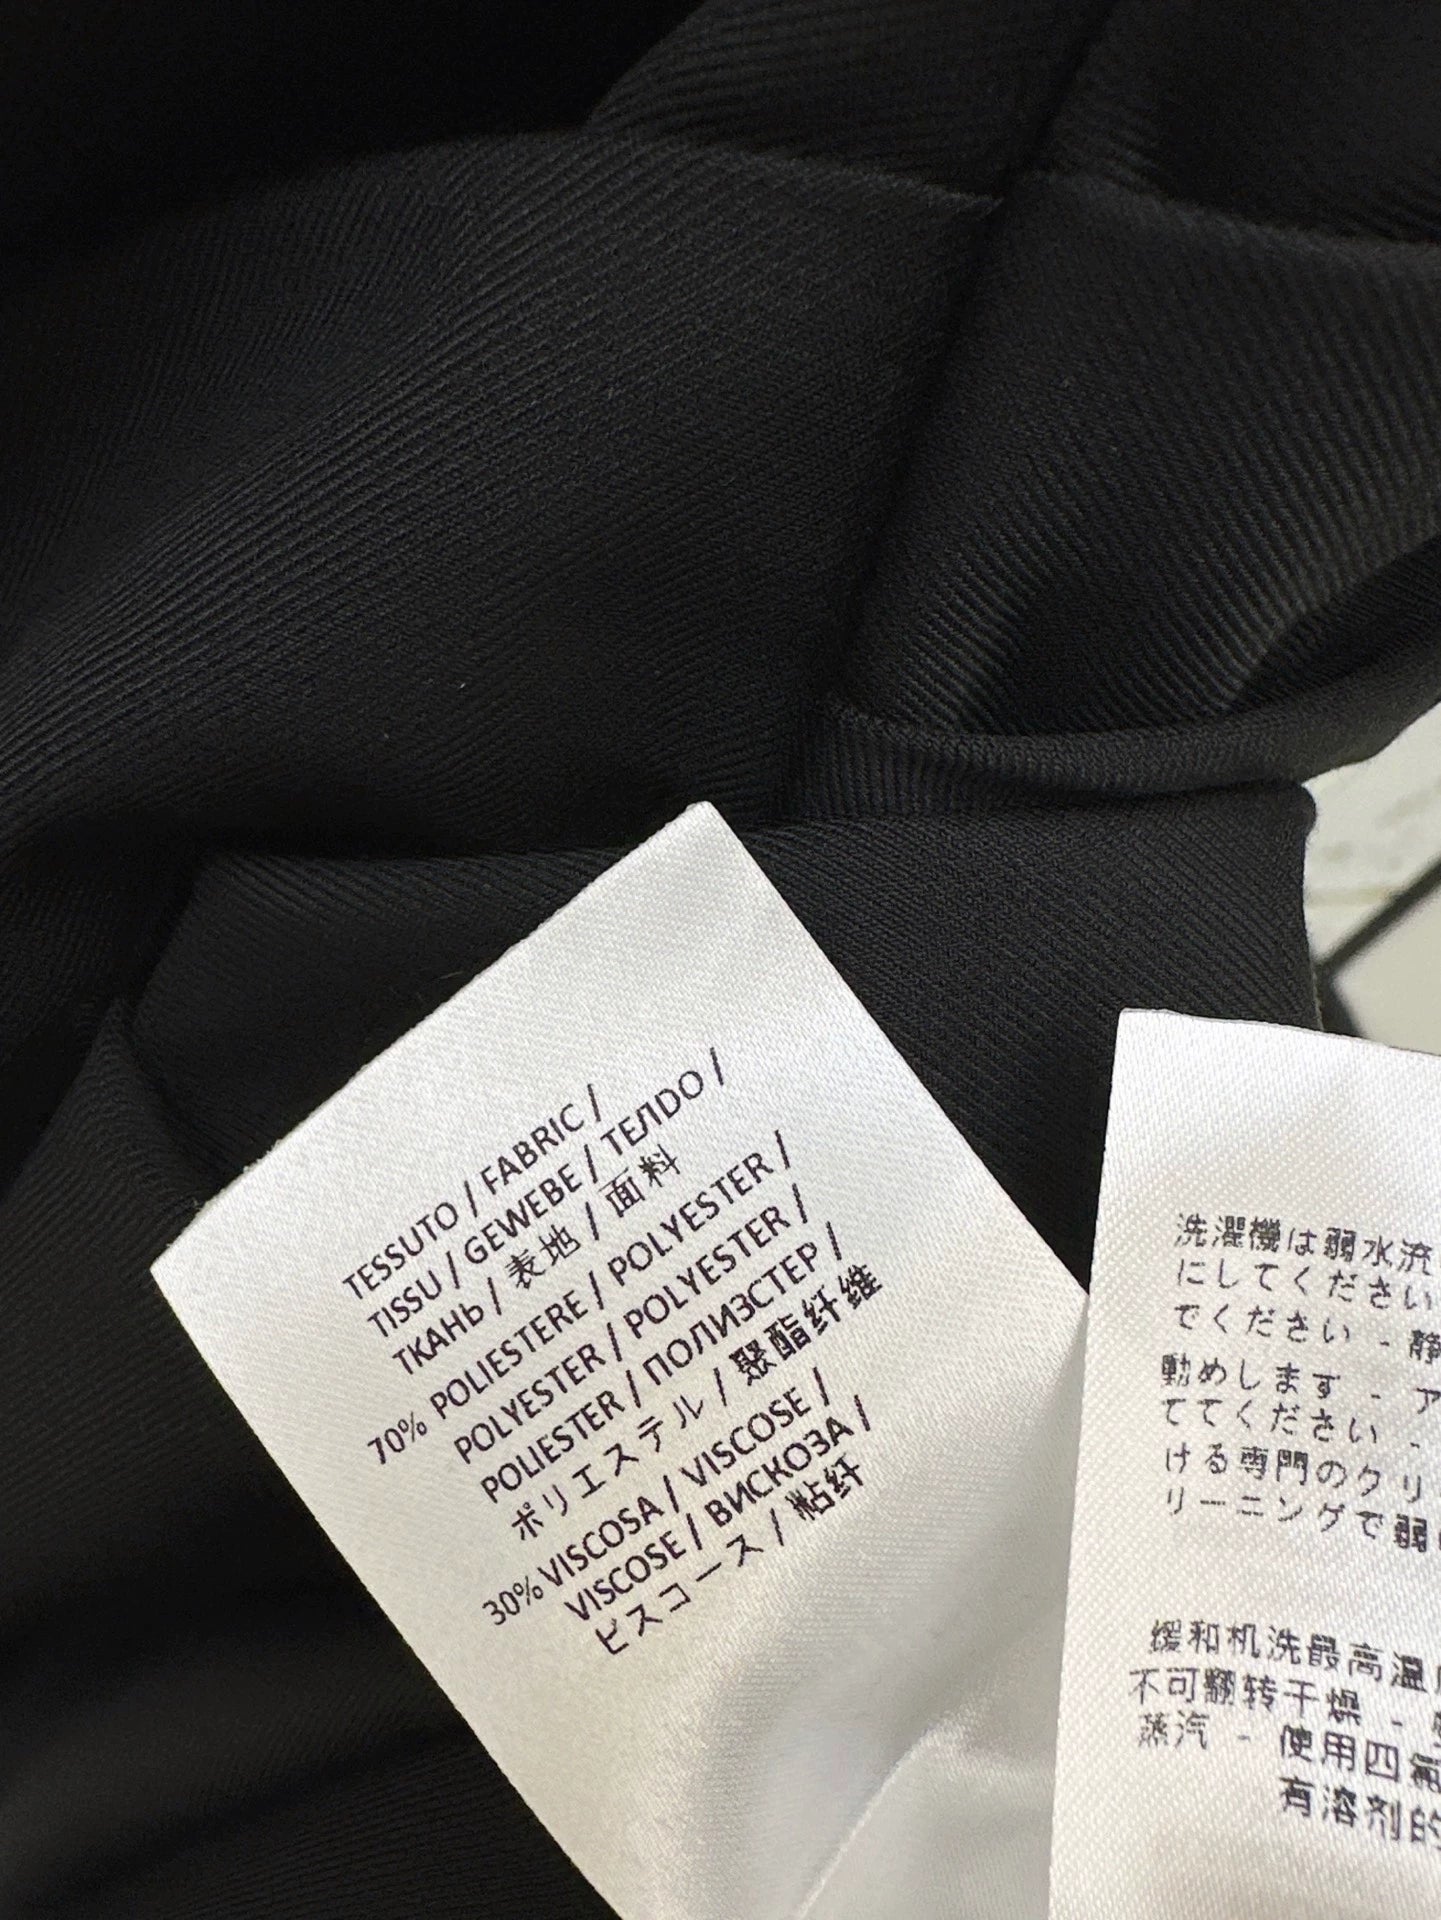 TESSUTO / FABRIC /
TISSU / GEWEBE / TEЛDO /
ТКАНЬ / 表地 / 面料
70% POLIESTERE / POLYESTER /
POLYESTER / POLYESTER /
POLIESTER / ПОЛИЗСТЕР /
ポリエステル / 聚酯纤维
30% VISCOSA / VISCOSE /
VISCOSE / ВИСКОЗА /
ビスコース / 粘纤
洗濯機は弱水流
にしてください
でください - 静
勧めします - ア
ててください -
ける専門のクリ
リーニングで弱
缓和机洗最高温
不可翻转干燥 -
蒸汽 - 使用四氯
有溶剂的